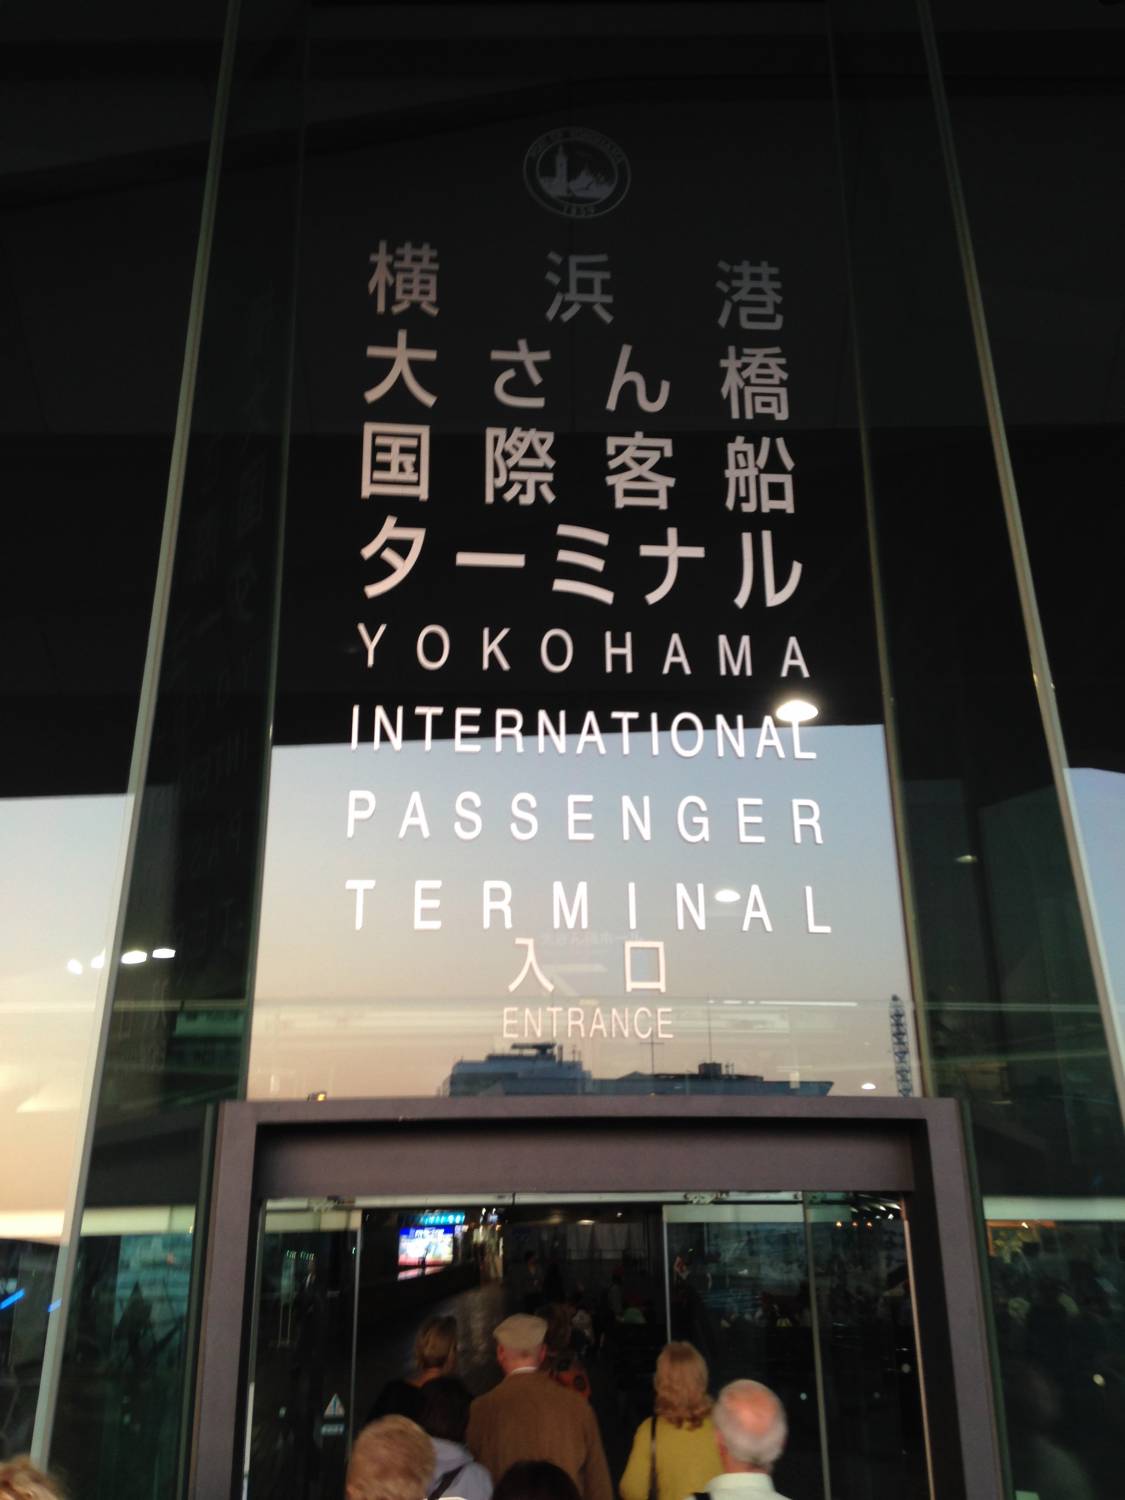 横浜港
大さん橋
国際客船
ターミナル
YOKOHAMA
INTERNATIONAL
PASSENGER
TERMINAL
入口
ENTRANCE